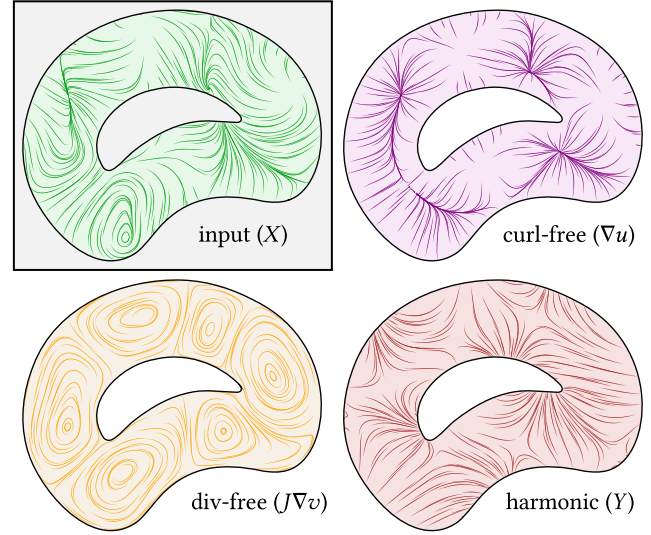 input (X)
curl-free (∇u)
div-free (J∇v)
harmonic (Y)